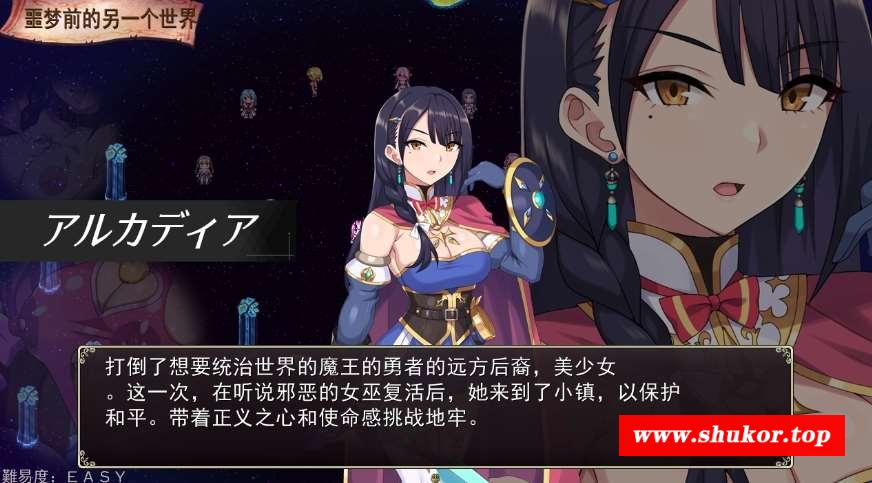 噩梦前的另一个世界
アルカディア
打倒了想要统治世界的魔王的勇者的远方后裔，美少女
。这一次，在听说邪恶的女巫复活后，她来到了小镇，以保护
和平。带着正义之心和使命感挑战地牢。
www.shukor.top
難易度：ＥＡＳＹ